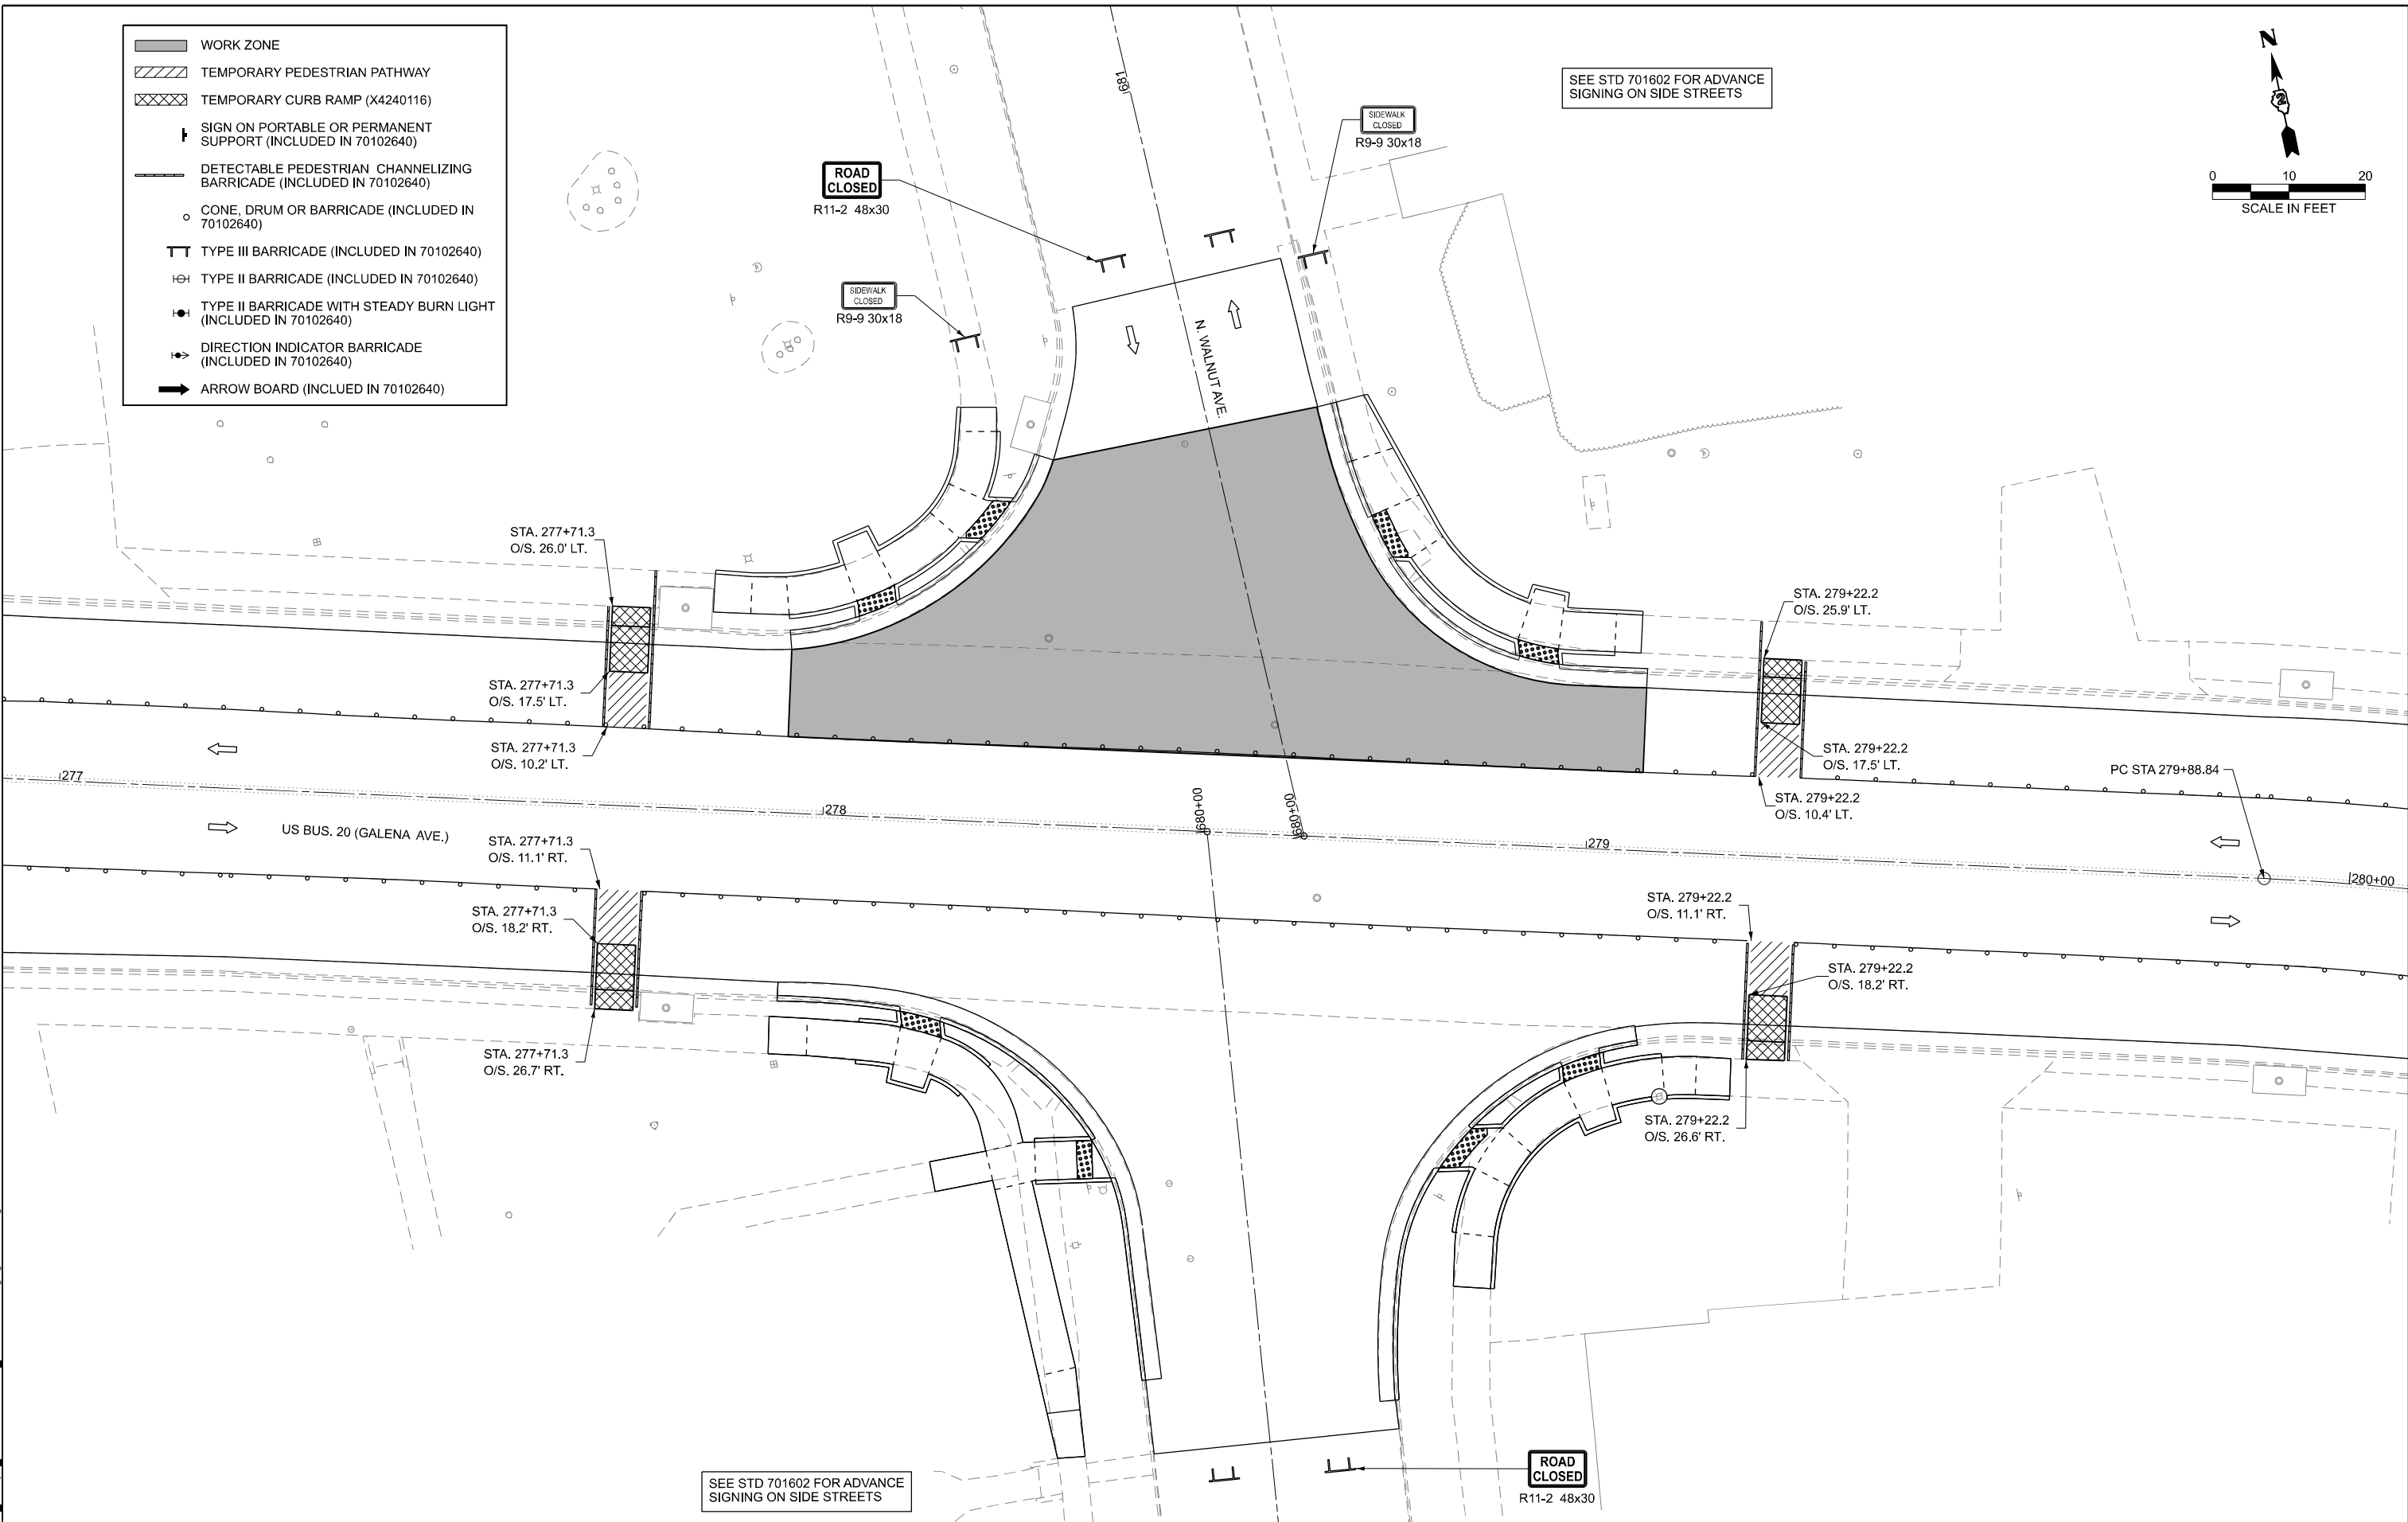 WORK ZONE
TEMPORARY PEDESTRIAN PATHWAY
TEMPORARY CURB RAMP (X4240116)
SIGN ON PORTABLE OR PERMANENT
SUPPORT (INCLUDED IN 70102640)
DETECTABLE PEDESTRIAN CHANNELIZING
BARRICADE (INCLUDED IN 70102640)
CONE, DRUM OR BARRICADE (INCLUDED IN
70102640)
TYPE III BARRICADE (INCLUDED IN 70102640)
TYPE II BARRICADE (INCLUDED IN 70102640)
TYPE II BARRICADE WITH STEADY BURN LIGHT
(INCLUDED IN 70102640)
DIRECTION INDICATOR BARRICADE
(INCLUDED IN 70102640)
ARROW BOARD (INCLUED IN 70102640)
SEE STD 701602 FOR ADVANCE
SIGNING ON SIDE STREETS
N
2
0 10 20
SCALE IN FEET
1681
SIDEWALK
CLOSED
R9-9 30x18
ROAD
CLOSED
R11-2 48x30
SIDEWALK
CLOSED
R9-9 30x18
N. WALNUT AVE.
STA. 277+71.3
O/S. 26.0' LT.
STA. 277+71.3
O/S. 17.5' LT.
STA. 277+71.3
O/S. 10.2' LT.
STA. 279+22.2
O/S. 25.9' LT.
STA. 279+22.2
O/S. 17.5' LT.
STA. 279+22.2
O/S. 10.4' LT.
PC STA 279+88.84
277
278
1680+00
1680+00
279
280+00
US BUS. 20 (GALENA AVE.)
STA. 277+71.3
O/S. 11.1' RT.
STA. 277+71.3
O/S. 18.2' RT.
STA. 277+71.3
O/S. 26.7' RT.
STA. 279+22.2
O/S. 11.1' RT.
STA. 279+22.2
O/S. 18.2' RT.
STA. 279+22.2
O/S. 26.6' RT.
SEE STD 701602 FOR ADVANCE
SIGNING ON SIDE STREETS
ROAD
CLOSED
R11-2 48x30